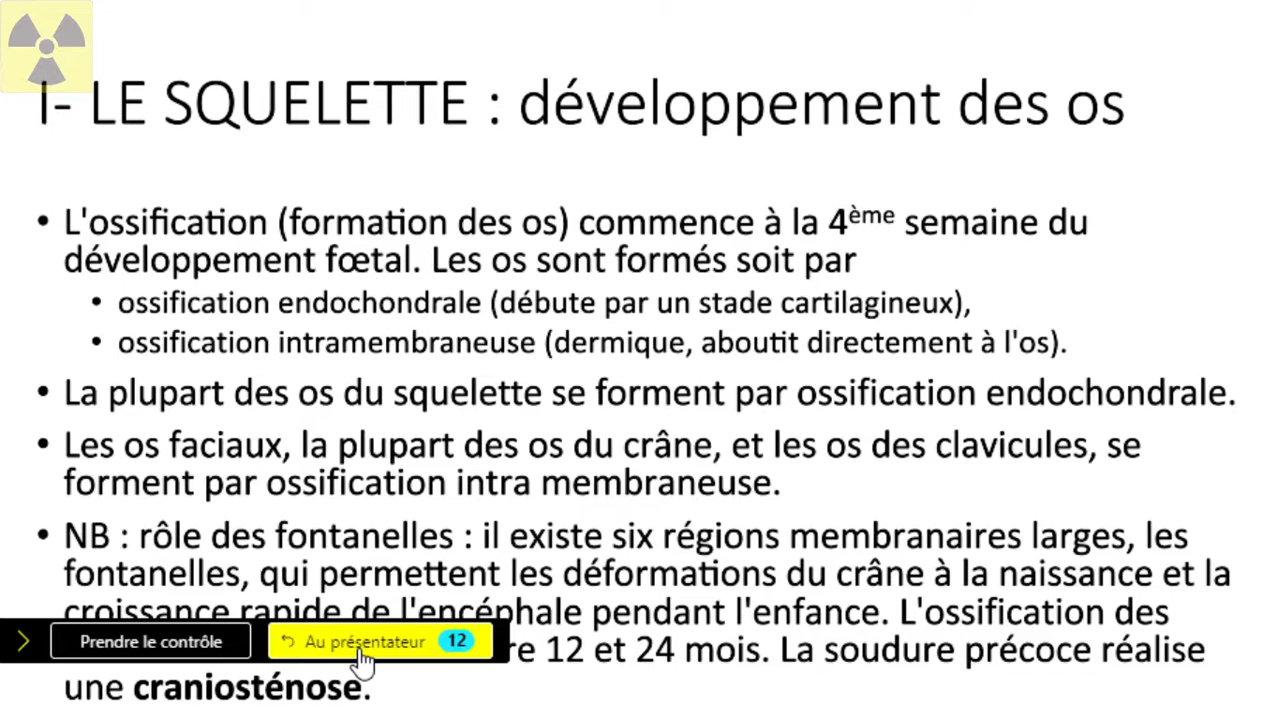 I- LE SQUELETTE : développement des os
• L'ossification (formation des os) commence à la 4ème semaine du
développement fœtal. Les os sont formés soit par
• ossification endochondrale (débute par un stade cartilagineux),
• ossification intramembraneuse (dermique, aboutit directement à l'os).
• La plupart des os du squelette se forment par ossification endochondrale.
• Les os faciaux, la plupart des os du crâne, et les os des clavicules, se
forment par ossification intra membraneuse.
• NB : rôle des fontanelles : il existe six régions membranaires larges, les
fontanelles, qui permettent les déformations du crâne à la naissance et la
croissance rapide de l'encéphale pendant l'enfance. L'ossification des
Prendre le contrôle Au présentateur 12 re 12 et 24 mois. La soudure précoce réalise
une craniosténose.